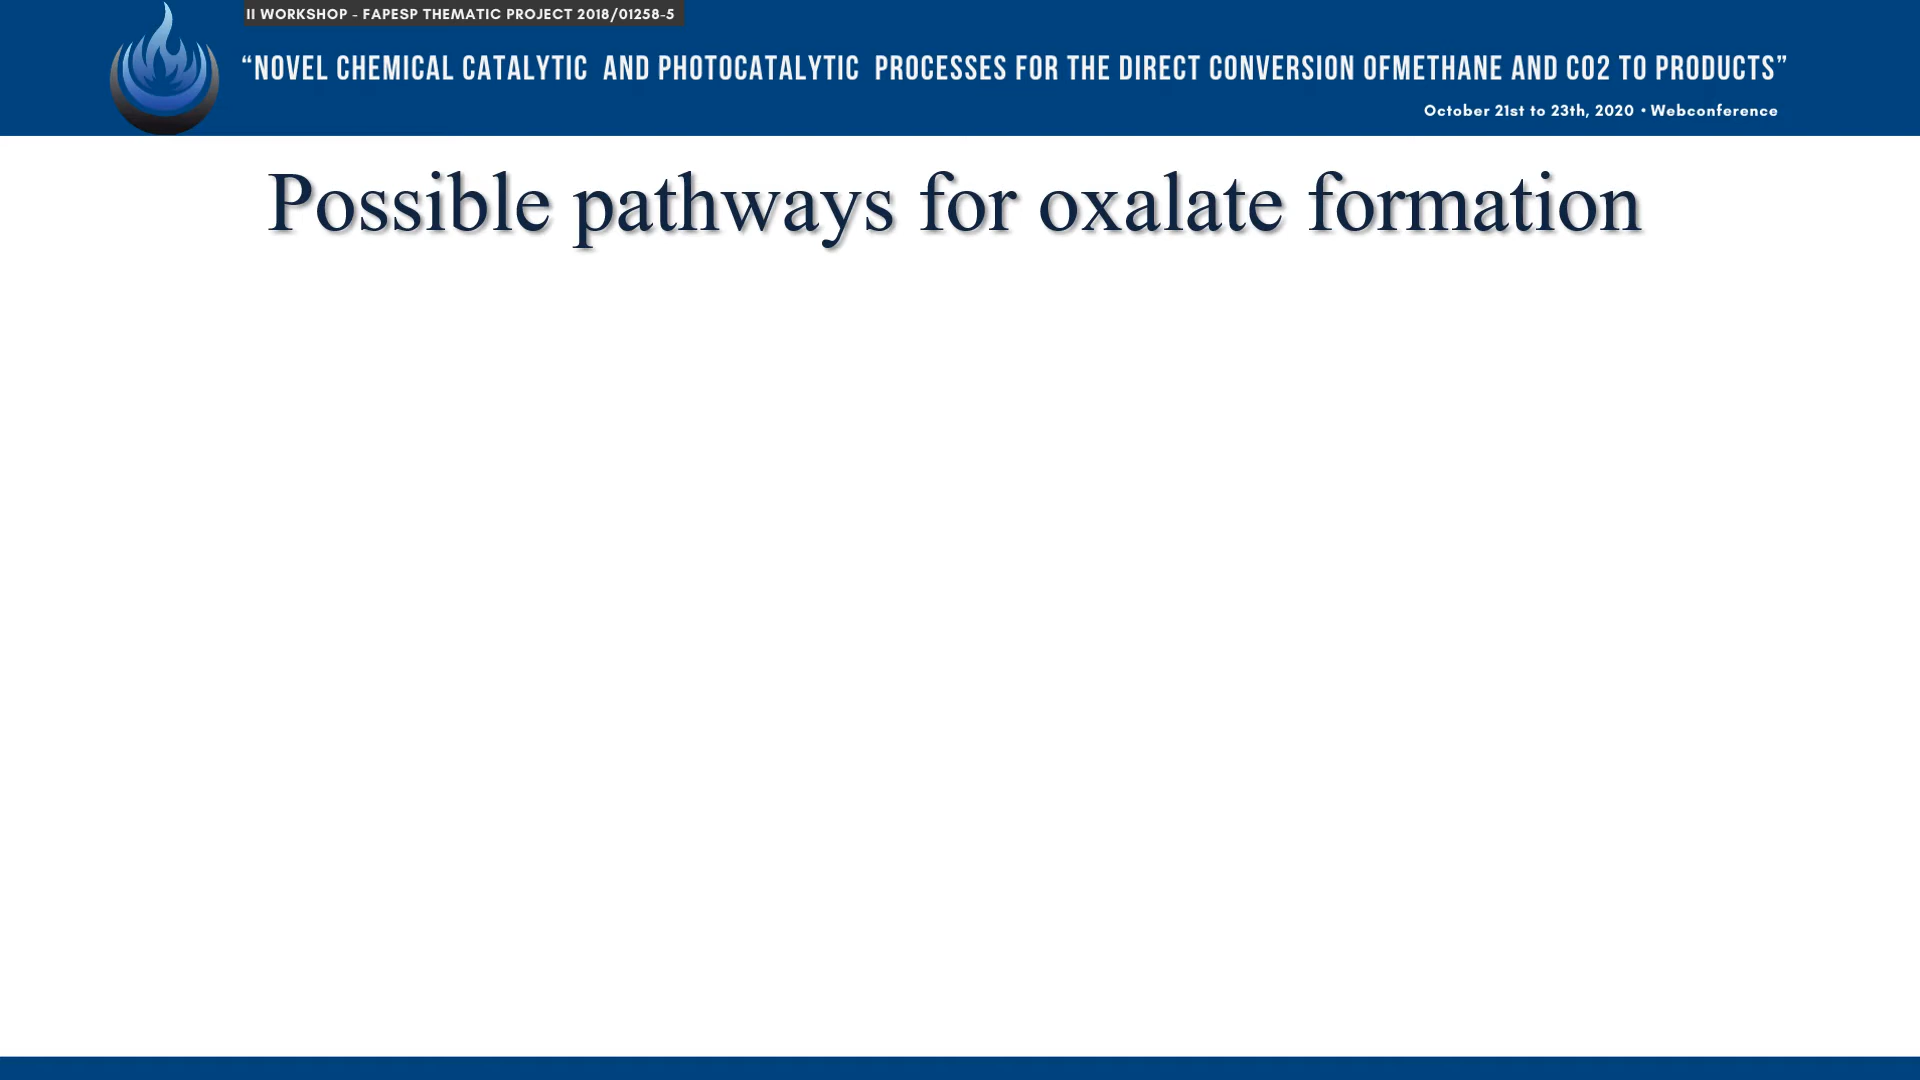 II WORKSHOP - FAPESP THEMATIC PROJECT 2018/01258-5
“NOVEL CHEMICAL CATALYTIC AND PHOTOCATALYTIC PROCESSES FOR THE DIRECT CONVERSION OFMETHANE AND CO2 TO PRODUCTS”
October 21st to 23th, 2020 • Webconference
Possible pathways for oxalate formation